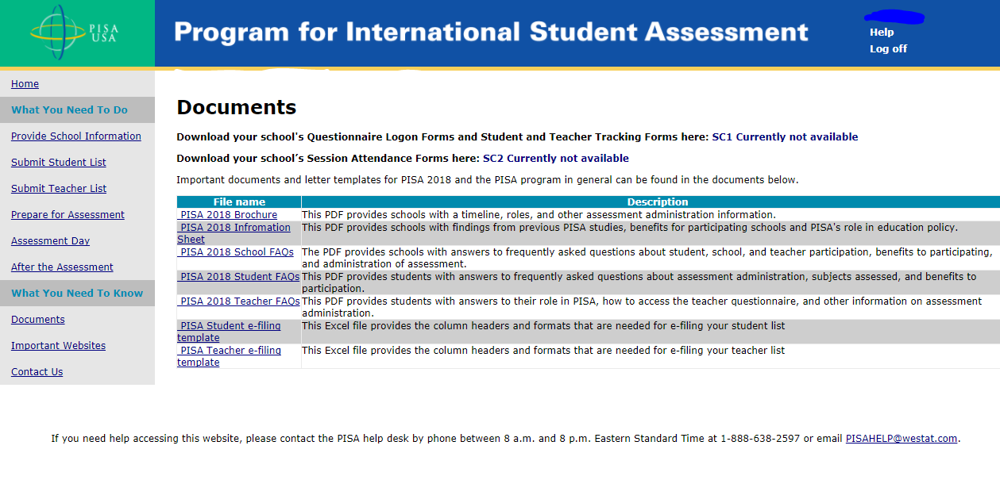 PISA
USA
Program for International Student Assessment
Help
Log off
Home
What You Need To Do
Provide School Information
Submit Student List
Submit Teacher List
Prepare for Assessment
Assessment Day
After the Assessment
What You Need To Know
Documents
Important Websites
Contact Us
Documents
Download your school's Questionnaire Logon Forms and Student and Teacher Tracking Forms here: SC1 Currently not available
Download your school’s Session Attendance Forms here: SC2 Currently not available
Important documents and letter templates for PISA 2018 and the PISA program in general can be found in the documents below.
File name Description
PISA 2018 Brochure This PDF provides schools with a timeline, roles, and other assessment administration information.
PISA 2018 Infromation This PDF provides schools with findings from previous PISA studies, benefits for participating schools and PISA's role in education policy.
Sheet
PISA 2018 School FAQs The PDF provides schools with answers to frequently asked questions about student, school, and teacher participation, benefits to participating,
and administration of assessment.
PISA 2018 Student FAQs This PDF provides students with answers to frequently asked questions about assessment administration, subjects assessed, and benefits to
participation.
PISA 2018 Teacher FAQs This PDF provides students with answers to their role in PISA, how to access the teacher questionnaire, and other information on assessment
administration.
PISA Student e-filing This Excel file provides the column headers and formats that are needed for e-filing your student list
template
PISA Teacher e-filing This Excel file provides the column headers and formats that are needed for e-filing your teacher list
template
If you need help accessing this website, please contact the PISA help desk by phone between 8 a.m. and 8 p.m. Eastern Standard Time at 1-888-638-2597 or email PISAHELP@westat.com.